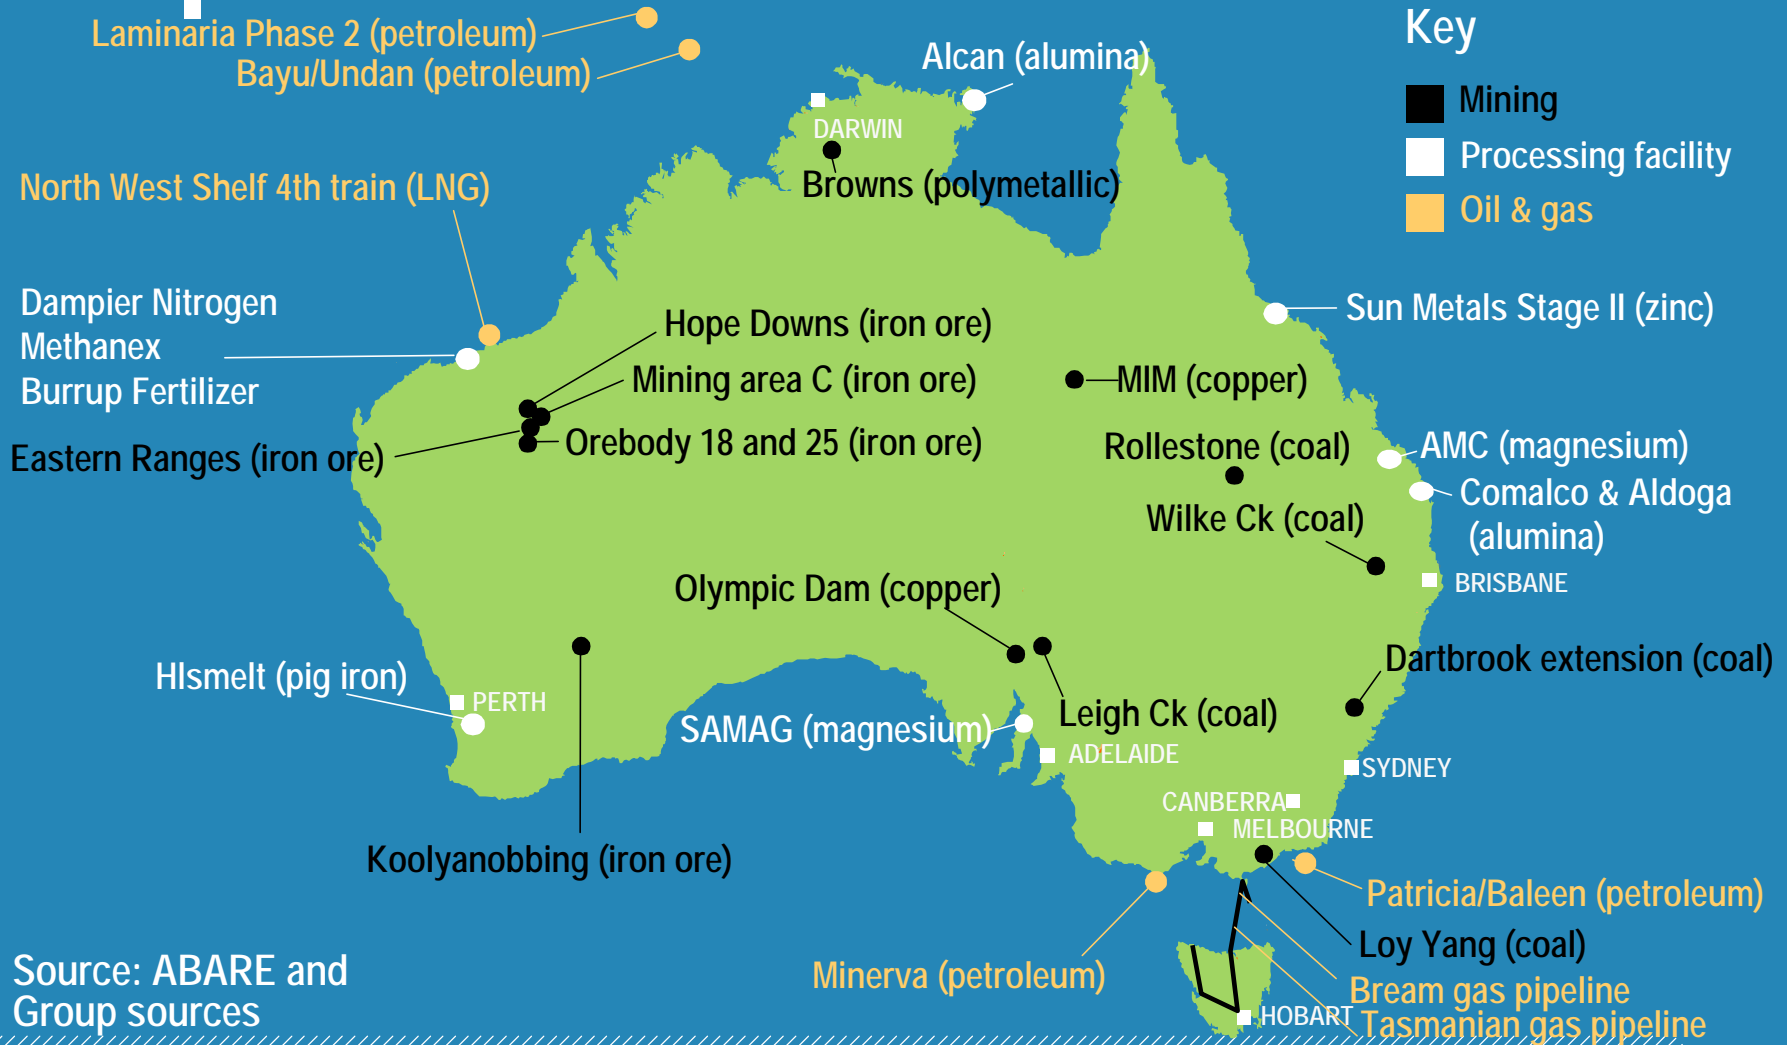 Laminaria Phase 2 (petroleum)
Bayu/Undan (petroleum)
Alcan (alumina)
Key
Mining
Processing facility
Oil & gas
DARWIN
Browns (polymetallic)
North West Shelf 4th train (LNG)
Dampier Nitrogen
Methanex
Burrup Fertilizer
Hope Downs (iron ore)
Sun Metals Stage II (zinc)
Mining area C (iron ore)
MIM (copper)
Eastern Ranges (iron ore)
Orebody 18 and 25 (iron ore)
Rollestone (coal)
AMC (magnesium)
Comalco & Aldoga
(alumina)
Wilke Ck (coal)
BRISBANE
Olympic Dam (copper)
Dartbrook extension (coal)
HIsmelt (pig iron)
PERTH
Leigh Ck (coal)
SAMAG (magnesium)
ADELAIDE
SYDNEY
CANBERRA
MELBOURNE
Koolyanobbing (iron ore)
Patricia/Baleen (petroleum)
Loy Yang (coal)
Minerva (petroleum)
Bream gas pipeline
HOBART
Tasmanian gas pipeline
Source: ABARE and
Group sources